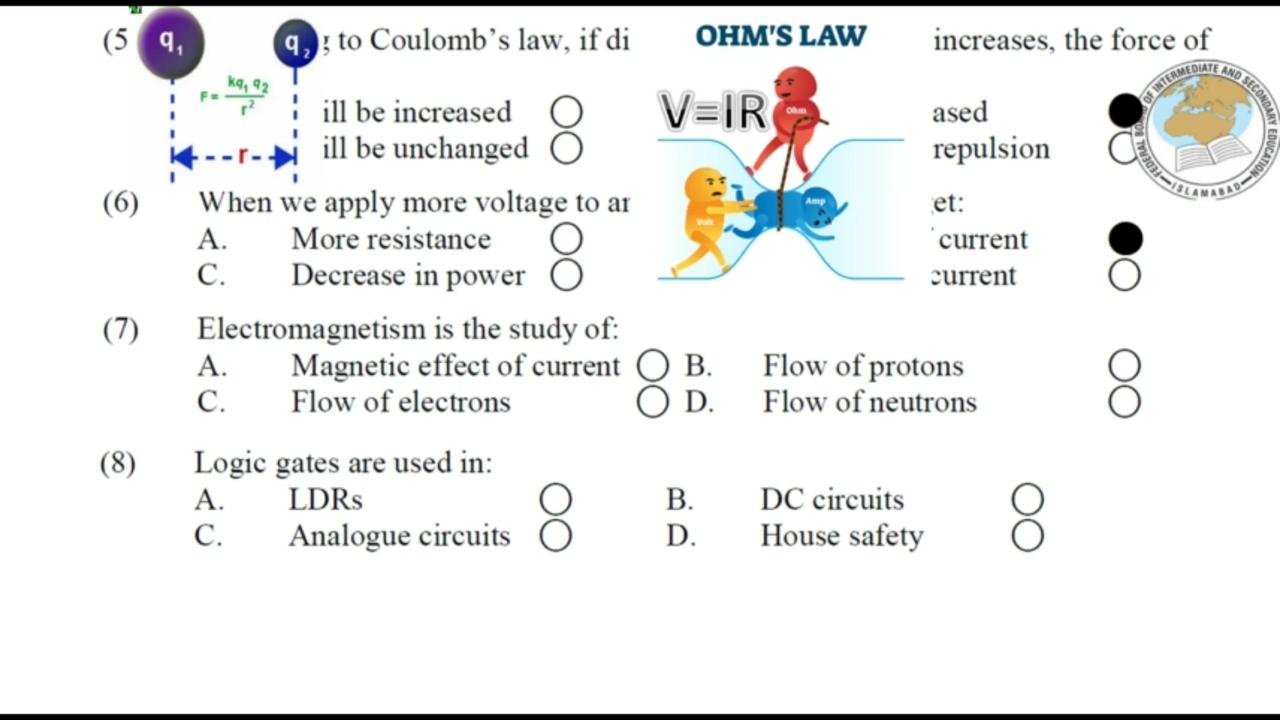 (5 g to Coulomb's law, if di increases, the force of
q1 q2
F= kq1 q2 / r2
r
ill be increased ased
ill be unchanged repulsion
OHM'S LAW
V=IR
Ohm
Volt
Amp
FEDERAL BOARD OF INTERMEDIATE AND SECONDARY EDUCATION
ISLAMABAD
(6) When we apply more voltage to an et:
A. More resistance current
C. Decrease in power current
(7) Electromagnetism is the study of:
A. Magnetic effect of current B. Flow of protons
C. Flow of electrons D. Flow of neutrons
(8) Logic gates are used in:
A. LDRs B. DC circuits
C. Analogue circuits D. House safety